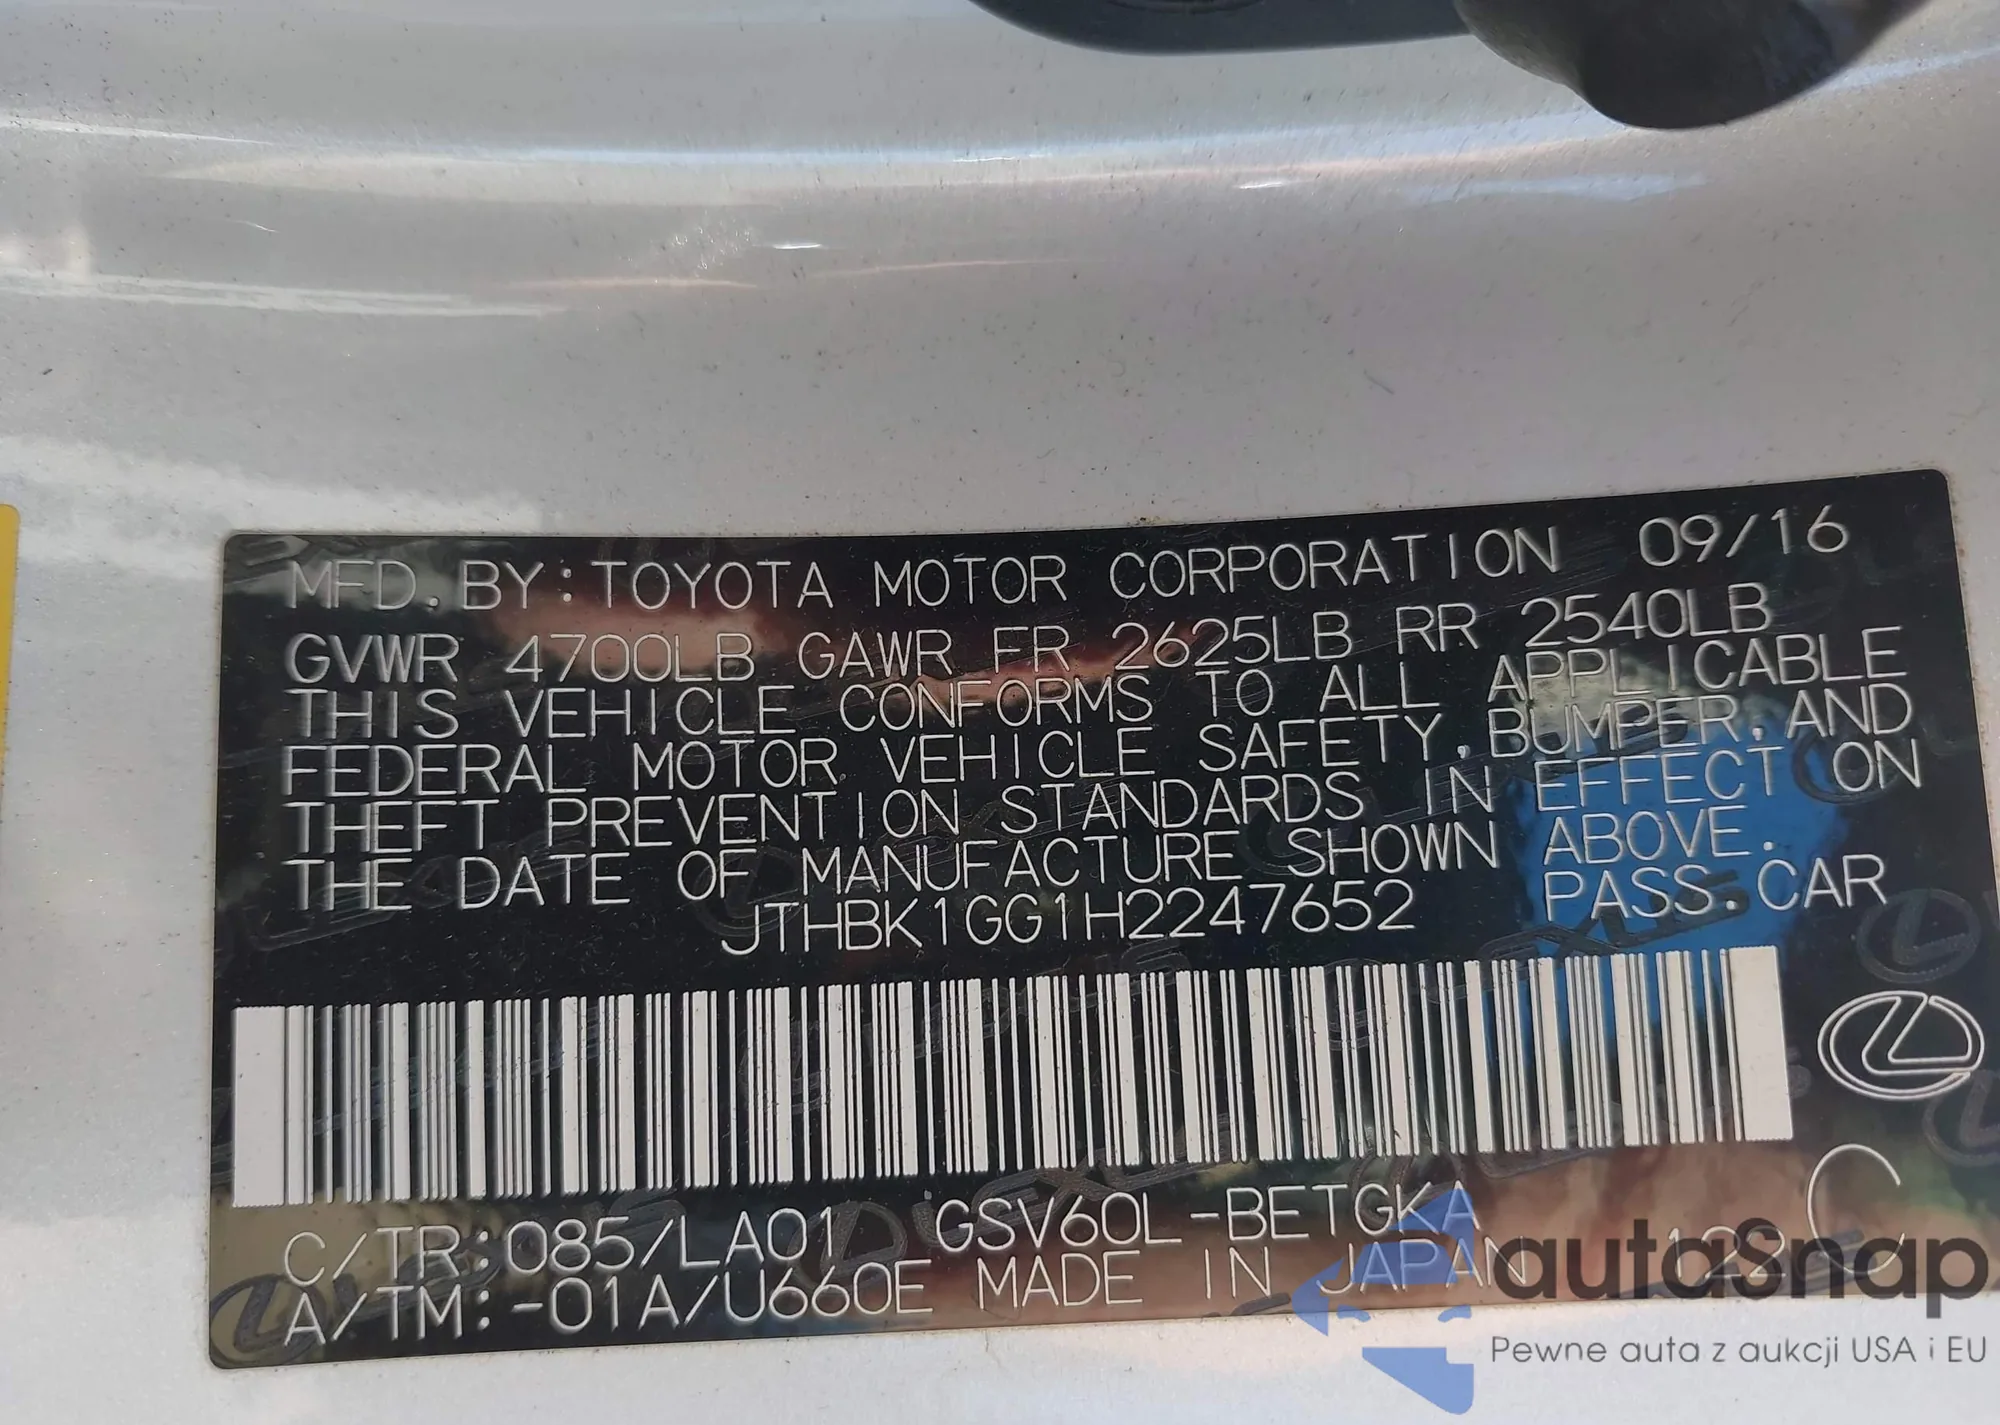 MFD.BY:TOYOTA MOTOR CORPORATION 09/16
GVWR 4700LB GAWR FR 2625LB RR 2540LB
THIS VEHICLE CONFORMS TO ALL APPLICABLE
FEDERAL MOTOR VEHICLE SAFETY,BUMPER,AND
THEFT PREVENTION STANDARDS IN EFFECT ON
THE DATE OF MANUFACTURE SHOWN ABOVE.
JTHBK1GG1H2247652 PASS.CAR
C/TR:085/LA01 GSV60L-BETGKA
A/TM:-01A/U660E MADE IN JAPAN 122 C
autoSnap
Pewne auta z aukcji USA i EU